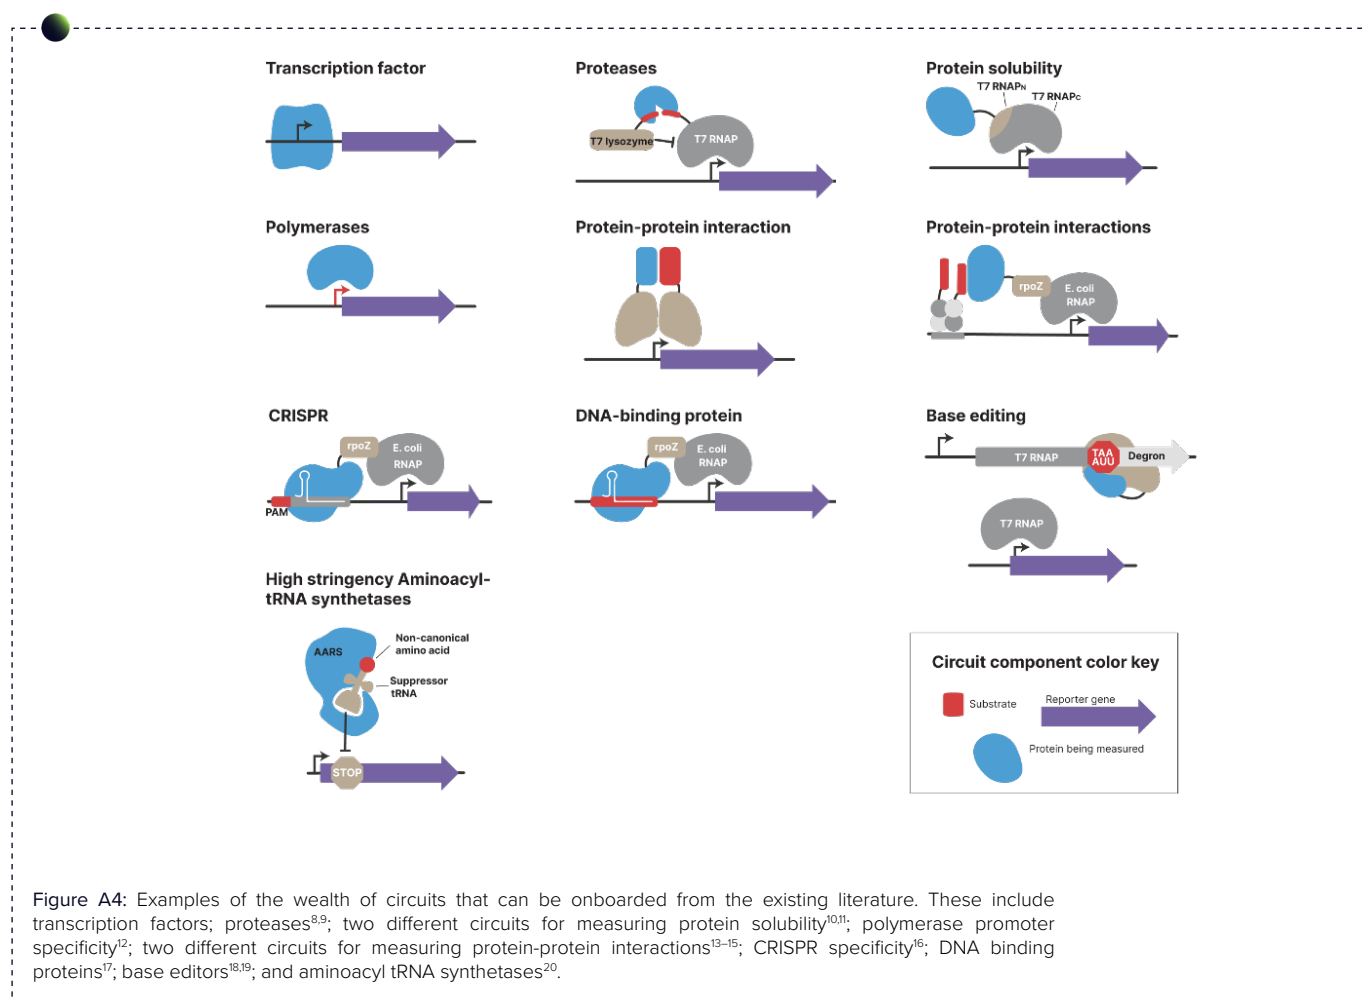 Transcription factor
Proteases
T7 lysozyme
T7 RNAP
Protein solubility
T7 RNAPN
T7 RNAPC
Polymerases
Protein-protein interaction
Protein-protein interactions
rpoZ
E. coli
RNAP
CRISPR
rpoZ
E. coli
RNAP
PAM
DNA-binding protein
rpoZ
E. coli
RNAP
Base editing
T7 RNAP
TAA
AUU
Degron
T7 RNAP
High stringency Aminoacyl-
tRNA synthetases
AARS
Non-canonical
amino acid
Suppressor
tRNA
STOP
Circuit component color key
Substrate
Reporter gene
Protein being measured
Figure A4: Examples of the wealth of circuits that can be onboarded from the existing literature. These include
transcription factors; proteases8,9; two different circuits for measuring protein solubility10,11; polymerase promoter
specificity12; two different circuits for measuring protein-protein interactions13–15; CRISPR specificity16; DNA binding
proteins17; base editors18,19; and aminoacyl tRNA synthetases20.